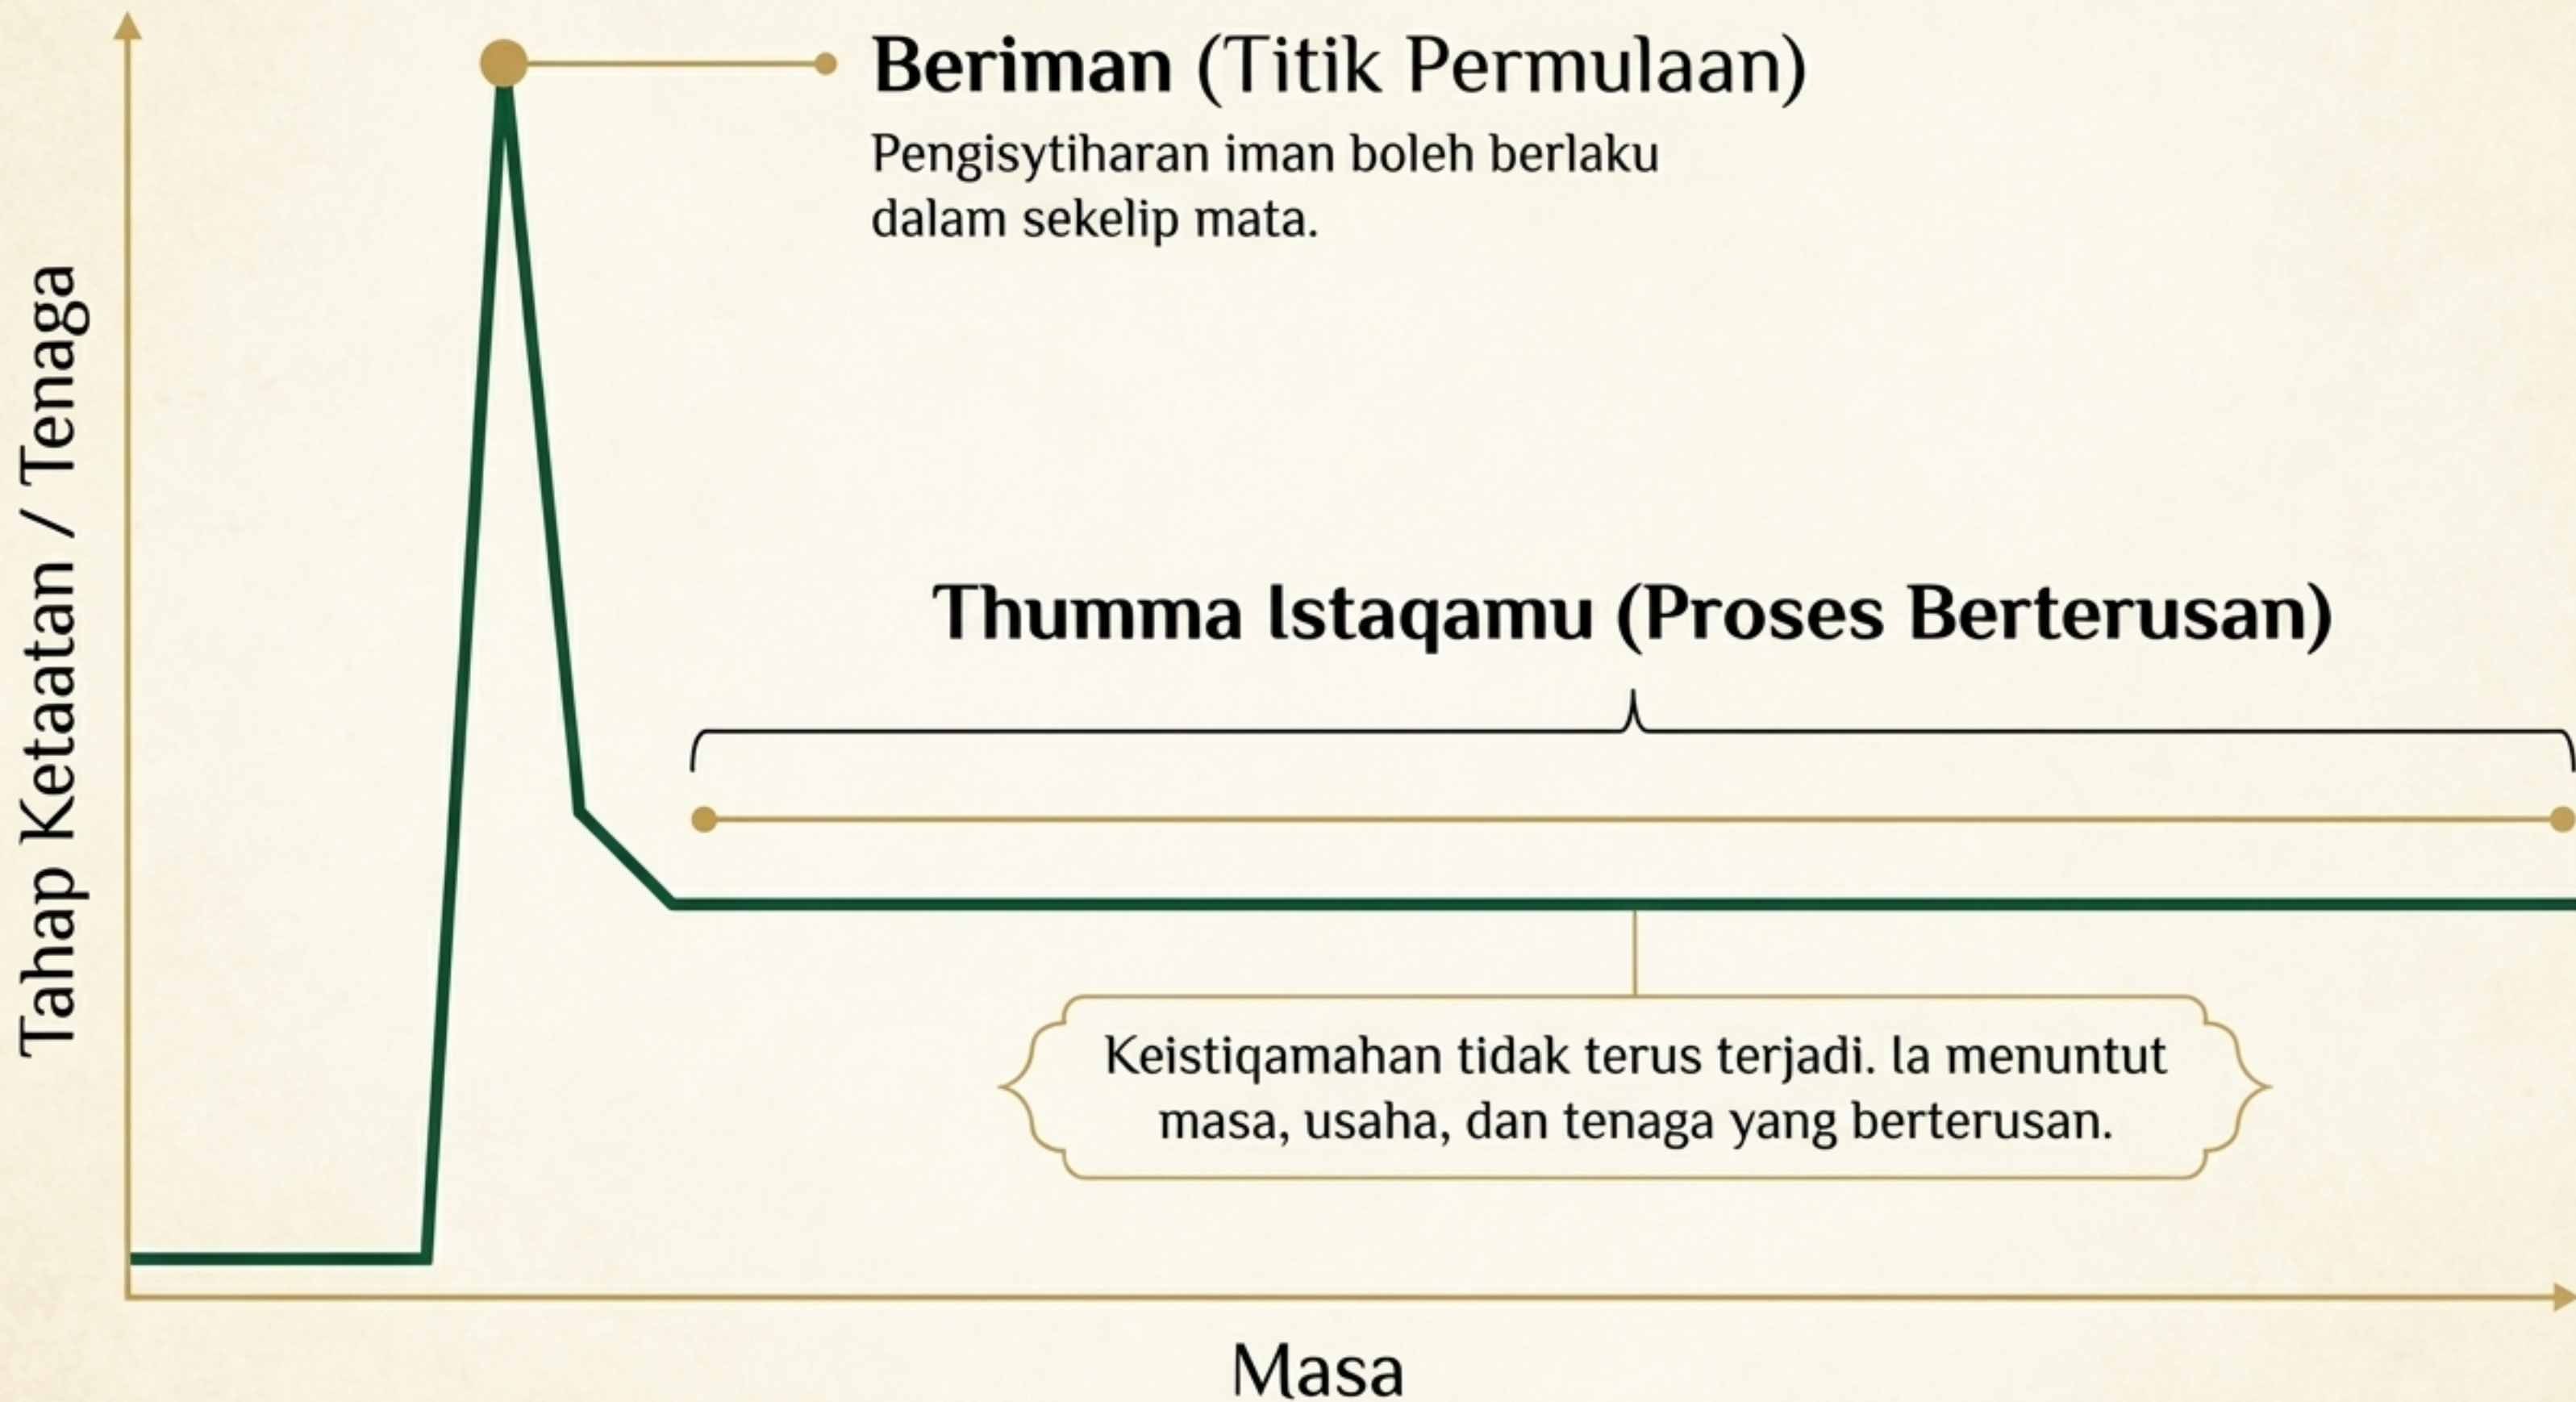 Beriman (Titik Permulaan)
Pengisytiharan iman boleh berlaku
dalam sekelip mata.
Tahap Ketaatan / Tenaga
Thumma Istaqamu (Proses Berterusan)
Keistiqamahan tidak terus terjadi. Ia menuntut
masa, usaha, dan tenaga yang berterusan.
Masa